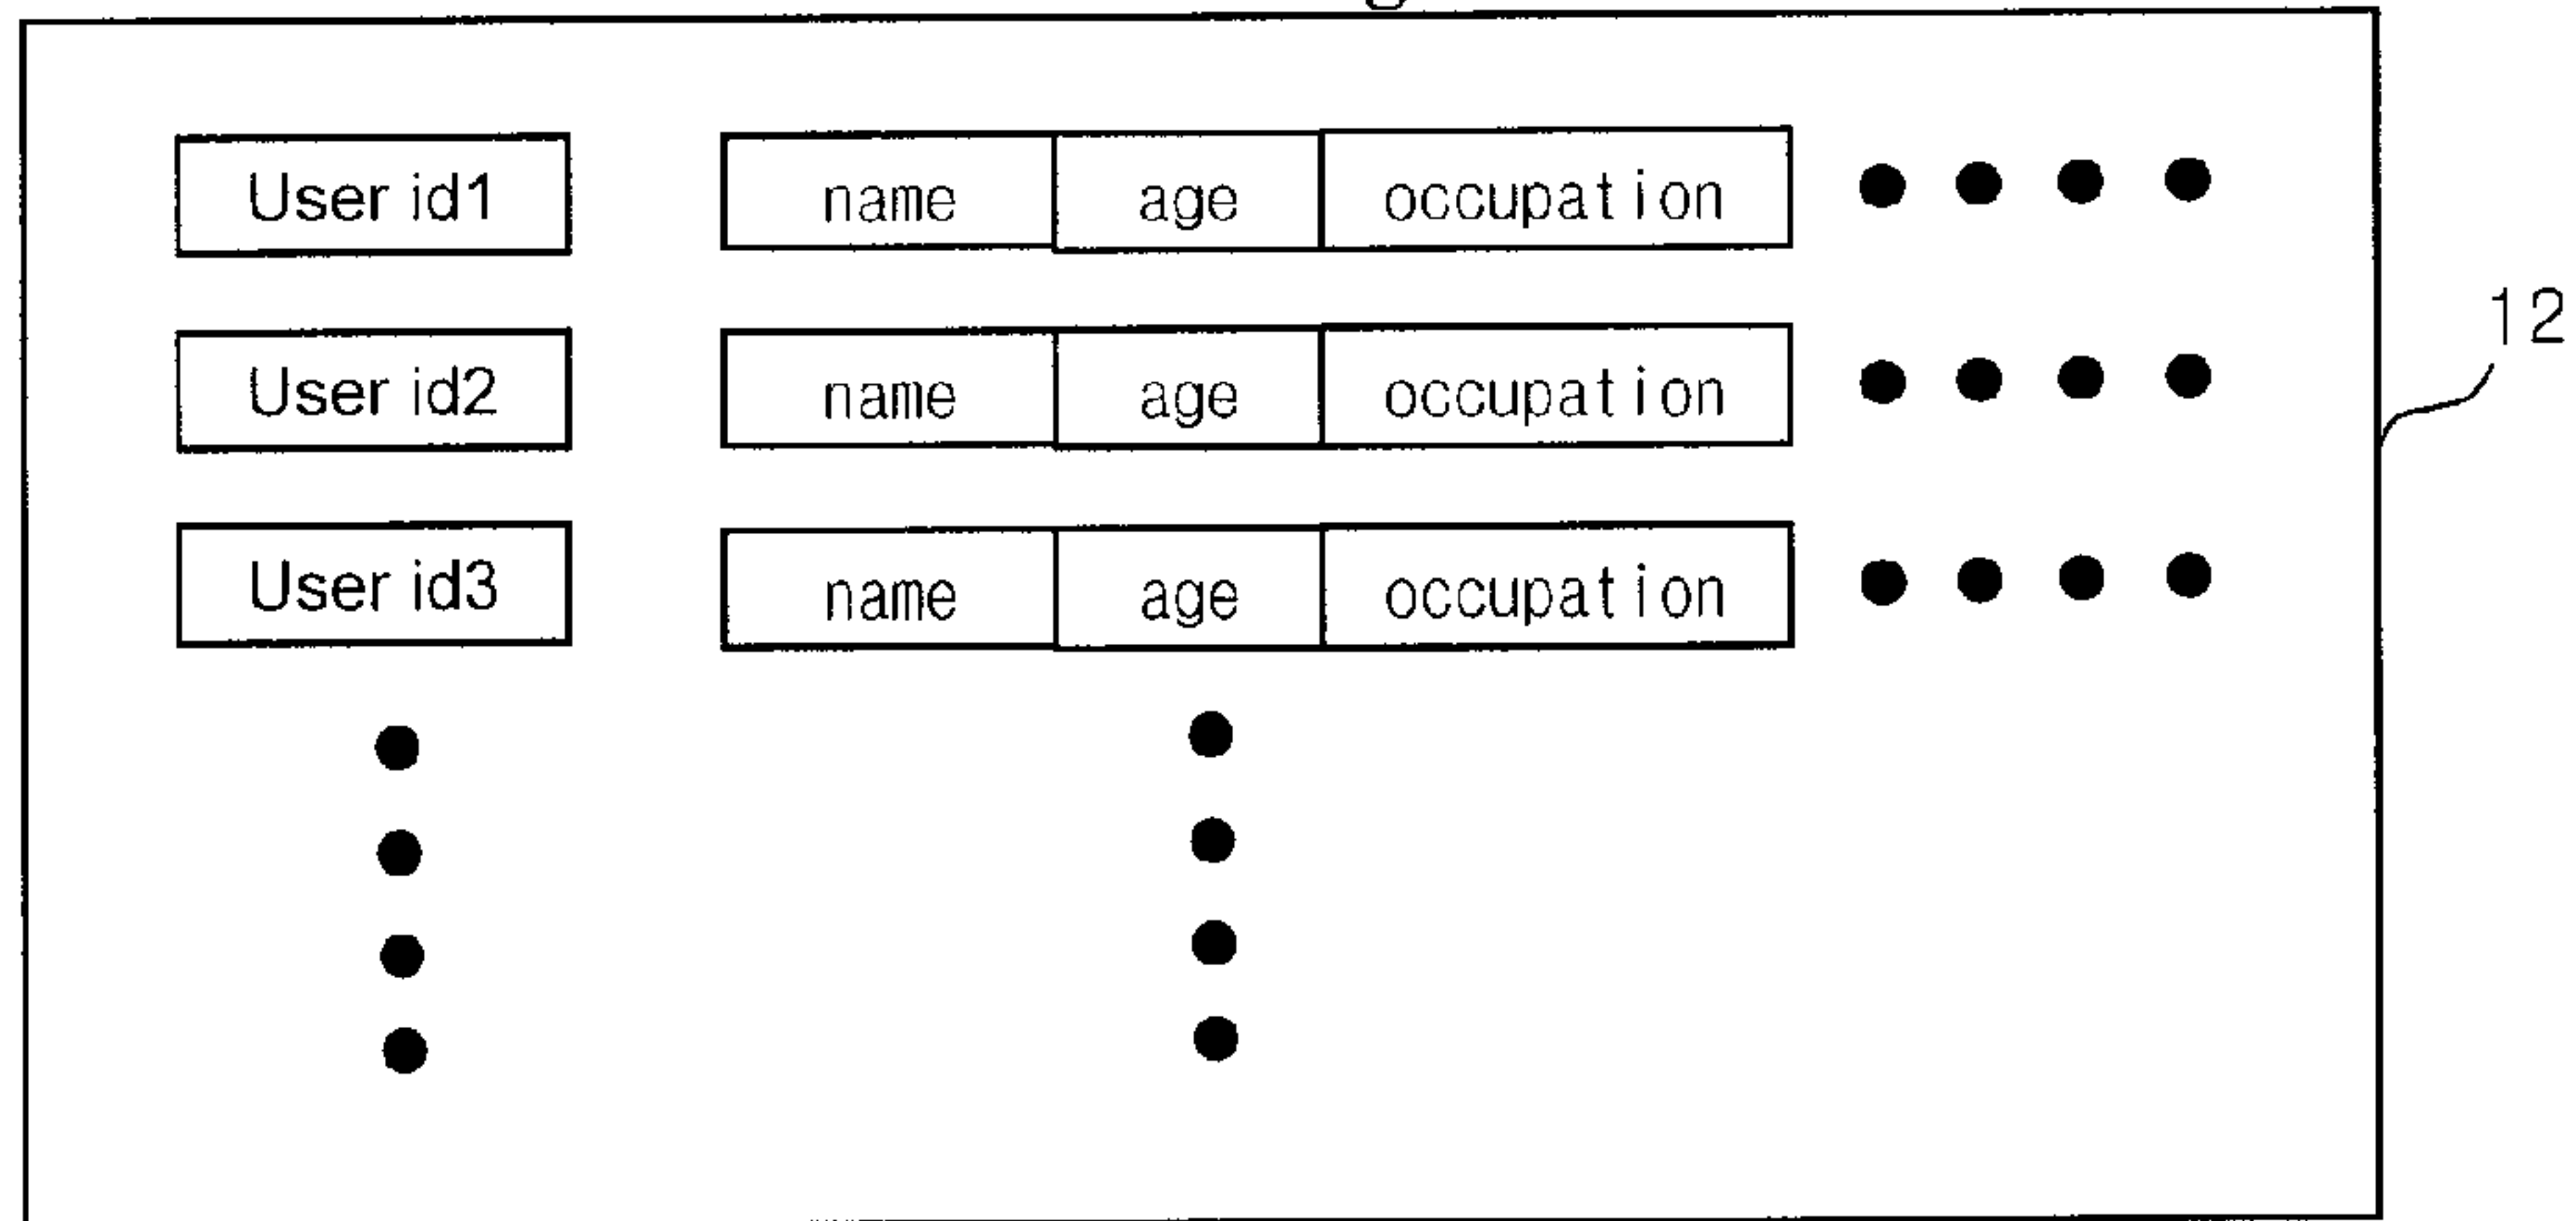 User id1 name age occupation
12
User id2 name age occupation
User id3 name age occupation